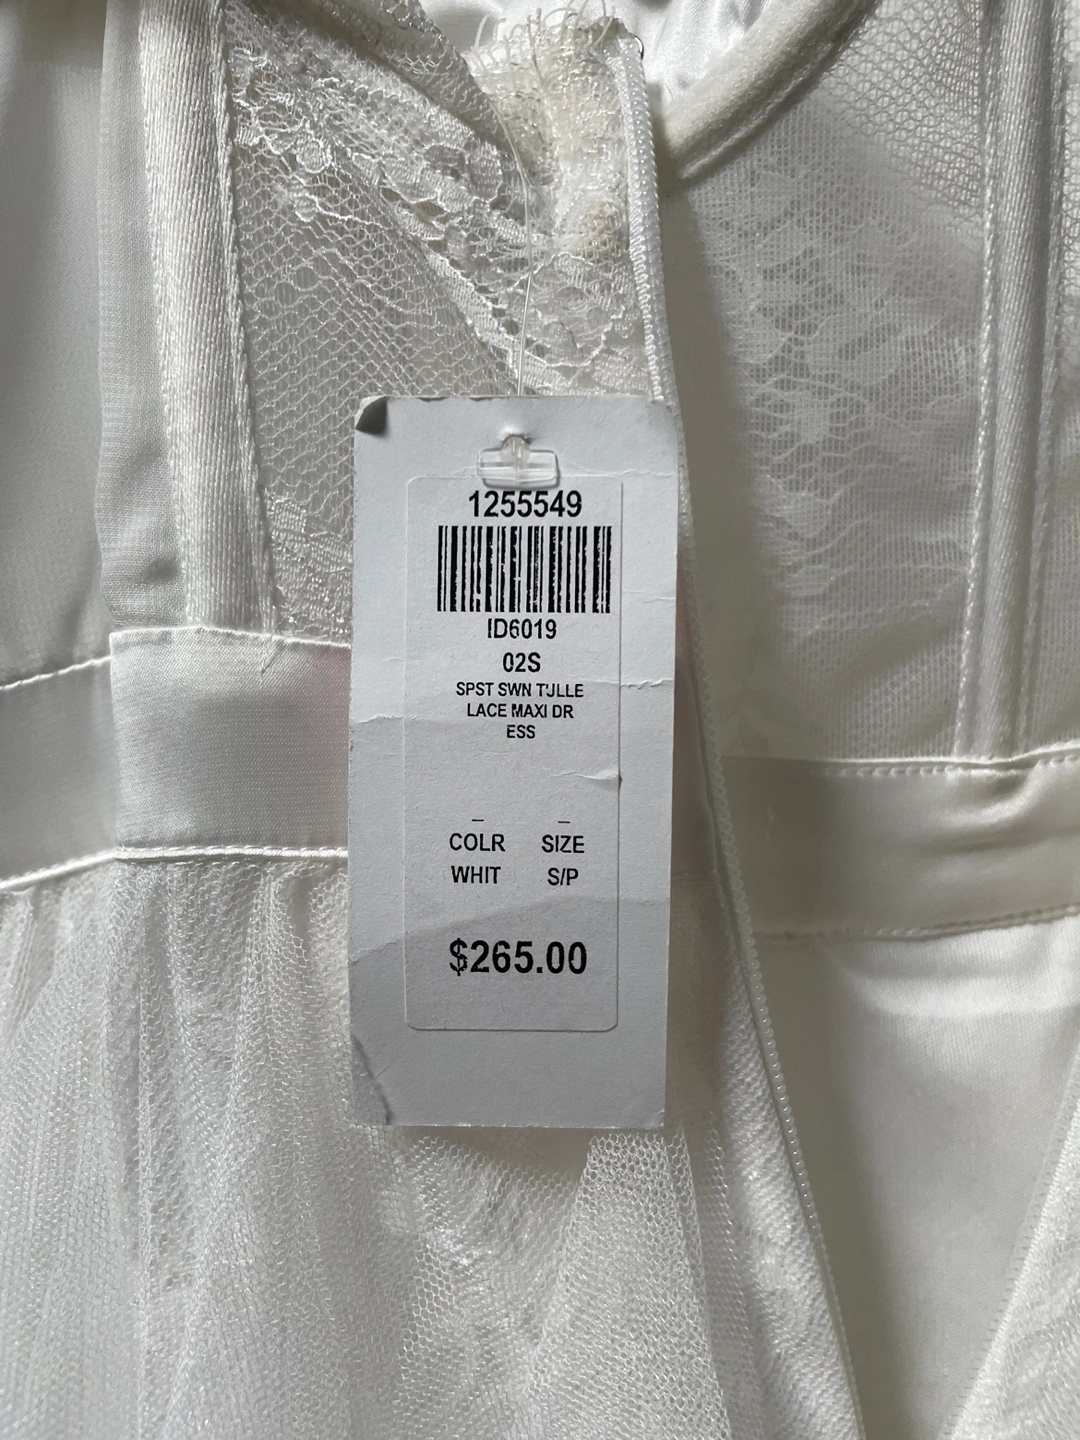 1255549
ID6019
02S
SPST SWN TULLE
LACE MAXI DR
ESS
COLR SIZE
WHIT S/P
$265.00